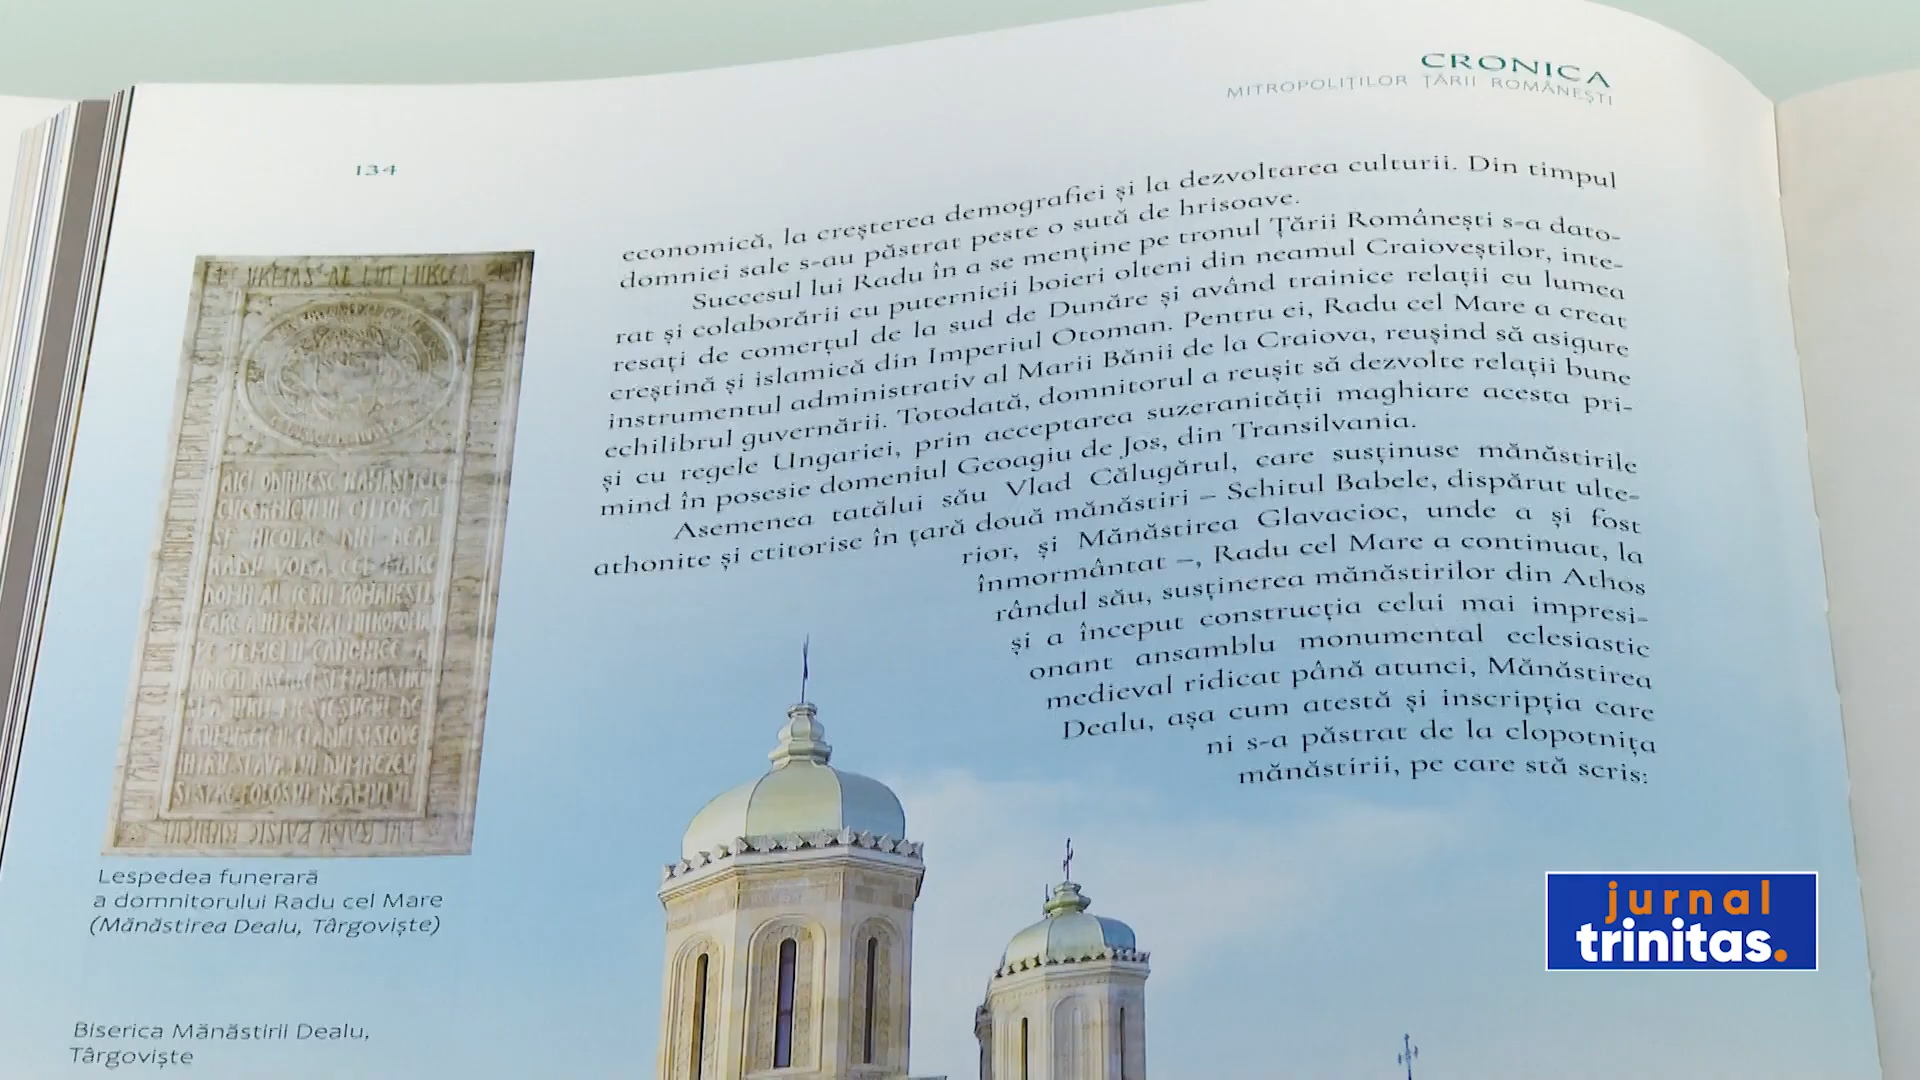 CRONICA
MITROPOLIȚILOR ȚĂRII ROMÂNEȘTI
134
economică, la creșterea demografiei și la dezvoltarea culturii. Din timpul
domniei sale s-au păstrat peste o sută de hrisoave.
Succesul lui Radu în a se menține pe tronul Țării Românești s-a dato-
rat și colaborării cu puternicii boieri olteni din neamul Craioveștilor, inte-
resați de comerțul de la sud de Dunăre și având trainice relații cu lumea
creștină și islamică din Imperiul Otoman. Pentru ei, Radu cel Mare a creat
instrumentul administrativ al Marii Bănii de la Craiova, reușind să asigure
echilibrul guvernării. Totodată, domnitorul a reușit să dezvolte relații bune
și cu regele Ungariei, prin acceptarea suzeranității maghiare acesta pri-
mind în posesie domeniul Geoagiu de Jos, din Transilvania.
Asemenea tatălui său Vlad Călugărul, care susținuse mănăstirile
athonite și ctitorise în țară două mănăstiri – Schitul Babele, dispărut ulte-
rior, și Mănăstirea Glavacioc, unde a și fost
înmormântat –, Radu cel Mare a continuat, la
rândul său, susținerea mănăstirilor din Athos
și a început construcția celui mai impresi-
onant ansamblu monumental eclesiastic
medieval ridicat până atunci, Mănăstirea
Dealu, așa cum atestă și inscripția care
ni s-a păstrat de la clopotnița
mănăstirii, pe care stă scris:
Lespedea funerară
a domnitorului Radu cel Mare
(Mănăstirea Dealu, Târgoviște)
Biserica Mănăstirii Dealu,
Târgoviște
jurnal
trinitas.